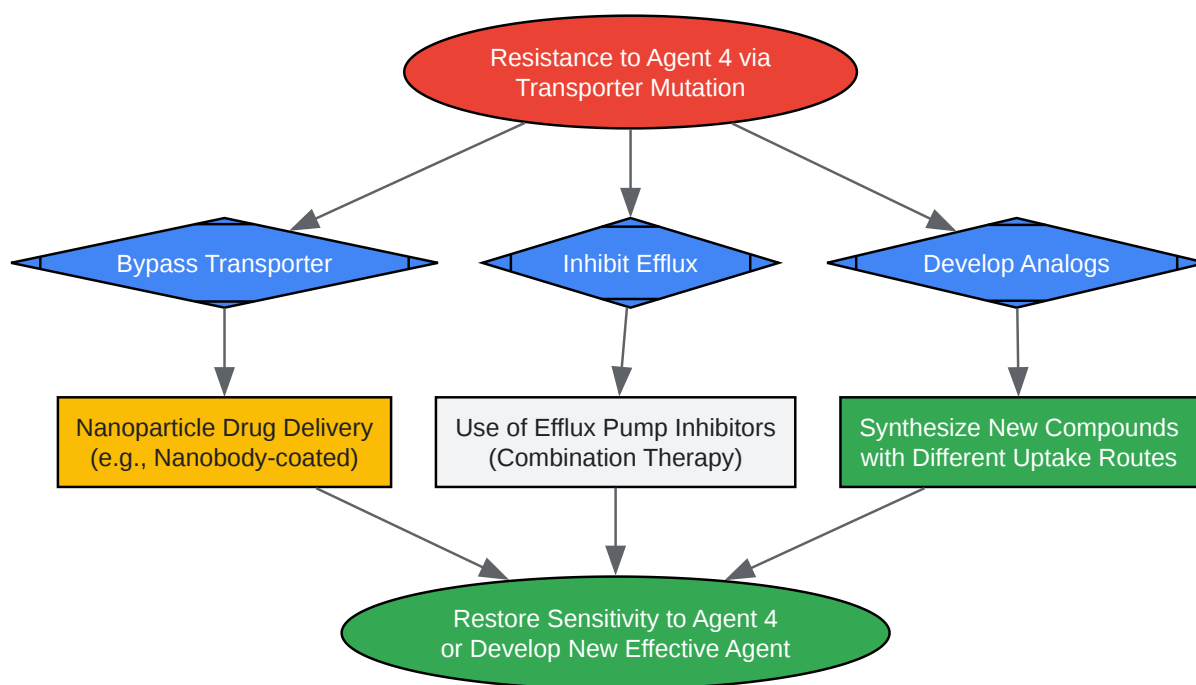 Resistance to Agent 4 via
Transporter Mutation
Bypass Transporter
Inhibit Efflux
Develop Analogs
Nanoparticle Drug Delivery
(e.g., Nanobody-coated)
Use of Efflux Pump Inhibitors
(Combination Therapy)
Synthesize New Compounds
with Different Uptake Routes
Restore Sensitivity to Agent 4
or Develop New Effective Agent